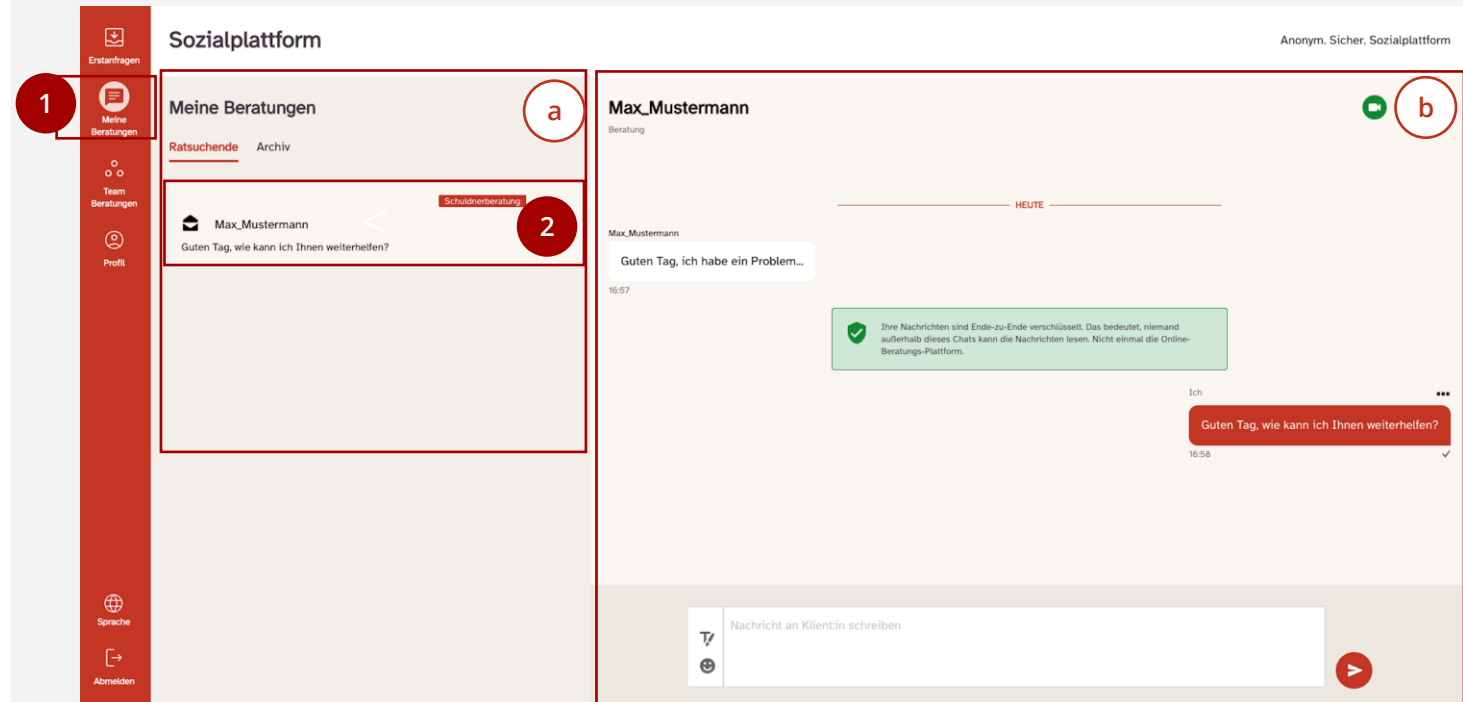 Erstanfragen
Sozialplattform
Anonym. Sicher. Sozialplattform
1
Meine
Beratungen
Team
Beratungen
Profil
Sprache
Abmelden
Meine Beratungen
a
Ratsuchende Archiv
Schuldnerberatung
Max_Mustermann
2
Guten Tag, wie kann ich Ihnen weiterhelfen?
Max_Mustermann
b
Beratung
HEUTE
Max_Mustermann
Guten Tag, ich habe ein Problem...
16:57
Ihre Nachrichten sind Ende-zu-Ende verschlüsselt. Das bedeutet, niemand
außerhalb dieses Chats kann die Nachrichten lesen. Nicht einmal die Online-
Beratungs-Plattform.
Ich
Guten Tag, wie kann ich Ihnen weiterhelfen?
16:58
Nachricht an Klient:in schreiben